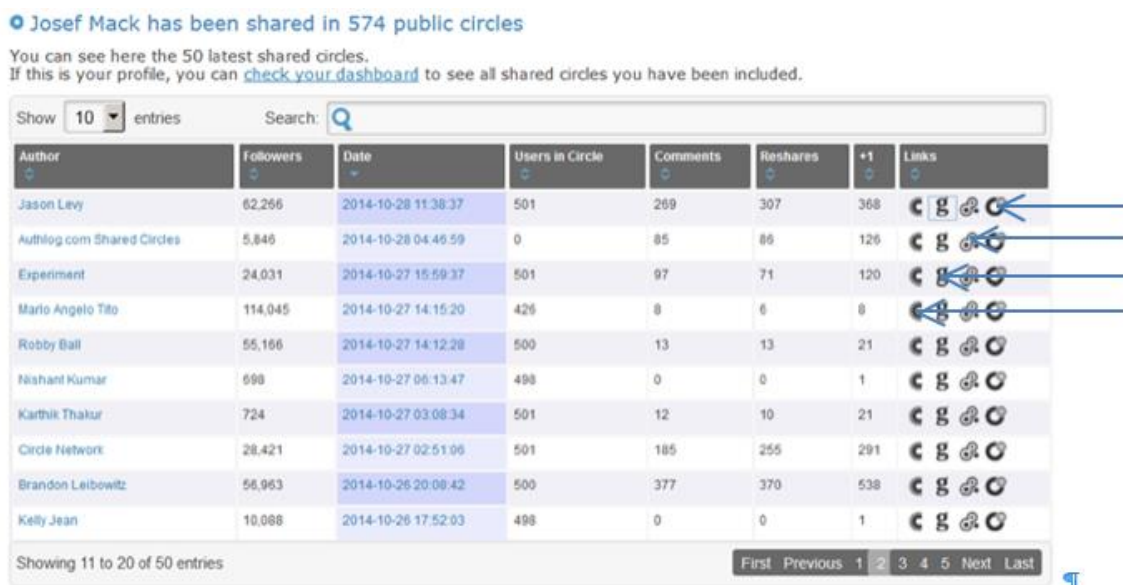 Josef Mack has been shared in 574 public circles
You can see here the 50 latest shared circles.
If this is your profile, you can check your dashboard to see all shared circles you have been included.
Show 10 entries Search:
Author Followers Date Users in Circle Comments Reshares +1 Links
Jason Levy 62,266 2014-10-28 11:38:37 501 269 307 368 C g
Authlog.com Shared Circles 5,846 2014-10-28 04:46:59 0 85 86 126 C g
Experiment 24,031 2014-10-27 15:59:37 501 97 71 120 C g
Mario Angelo Tito 114,045 2014-10-27 14:15:20 426 8 6 8 C g
Robby Ball 55,166 2014-10-27 14:12:28 500 13 13 21 C g
Nishant Kumar 698 2014-10-27 06:13:47 498 0 0 1 C g
Karthik Thakur 724 2014-10-27 03:08:34 501 12 10 21 C g
Circle Network 28,421 2014-10-27 02:51:06 501 185 255 291 C g
Brandon Leibowitz 56,963 2014-10-26 20:08:42 500 377 370 538 C g
Kelly Jean 10,088 2014-10-26 17:52:03 498 0 0 1 C g
Showing 11 to 20 of 50 entries First Previous 1 2 3 4 5 Next Last
¶